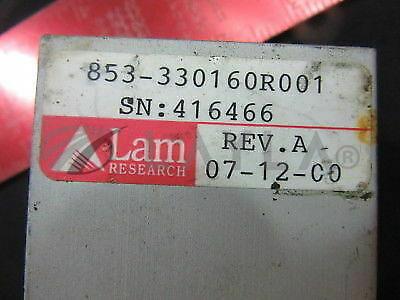 853-330160R001
SN:416466
Lam
RESEARCH
REV.A
07-12-00